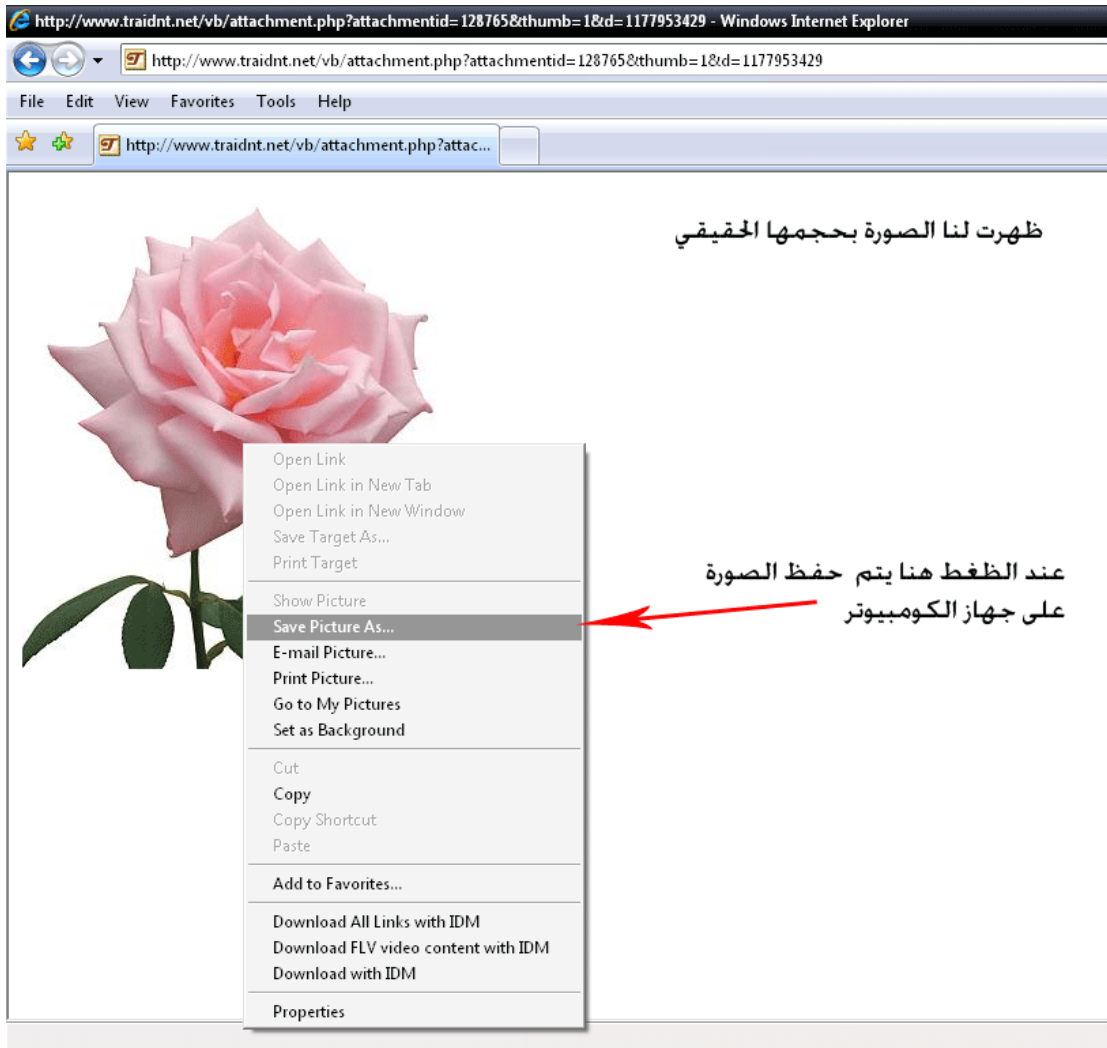 http://www.traidnt.net/vb/attachment.php?attachmentid=128765&thumb=1&d=1177953429 - Windows Internet Explorer
http://www.traidnt.net/vb/attachment.php?attachmentid=128765&thumb=1&d=1177953429
File Edit View Favorites Tools Help
http://www.traidnt.net/vb/attachment.php?attac...
ظهرت لنا الصورة بحجمها الحقيقي
Open Link
Open Link in New Tab
Open Link in New Window
Save Target As...
Print Target
Show Picture
Save Picture As...
E-mail Picture...
Print Picture...
Go to My Pictures
Set as Background
Cut
Copy
Copy Shortcut
Paste
Add to Favorites...
Download All Links with IDM
Download FLV video content with IDM
Download with IDM
Properties
عند الظغط هنا يتم حفظ الصورة
على جهاز الكومبيوتر